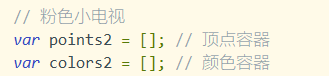 // 粉色小电视
var points2 = []; // 顶点容器
var colors2 = []; // 颜色容器